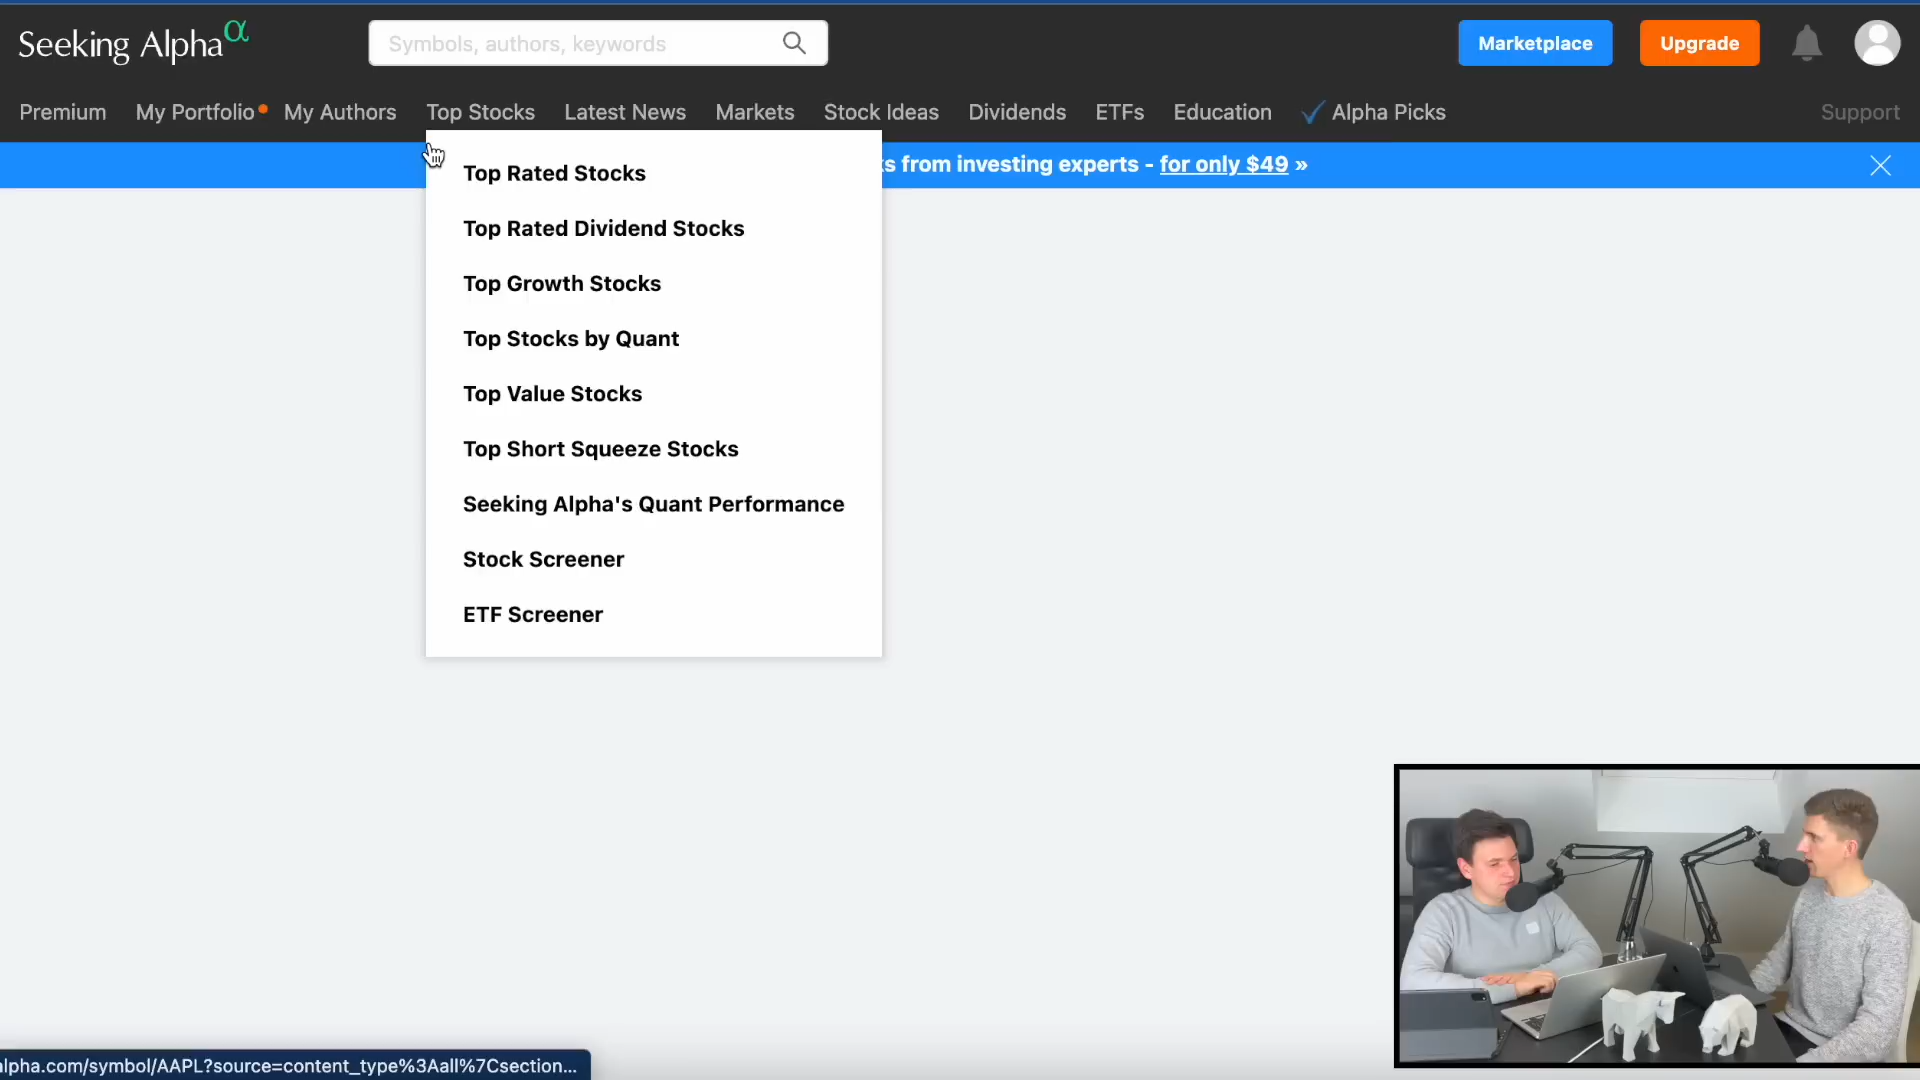 Seeking Alpha α
Symbols, authors, keywords
Marketplace
Upgrade
Premium
My Portfolio
My Authors
Top Stocks
Latest News
Markets
Stock Ideas
Dividends
ETFs
Education
Alpha Picks
Support
from investing experts - for only $49 »
Top Rated Stocks
Top Rated Dividend Stocks
Top Growth Stocks
Top Stocks by Quant
Top Value Stocks
Top Short Squeeze Stocks
Seeking Alpha's Quant Performance
Stock Screener
ETF Screener
alpha.com/symbol/AAPL?source=content_type%3Aall%7Csection...